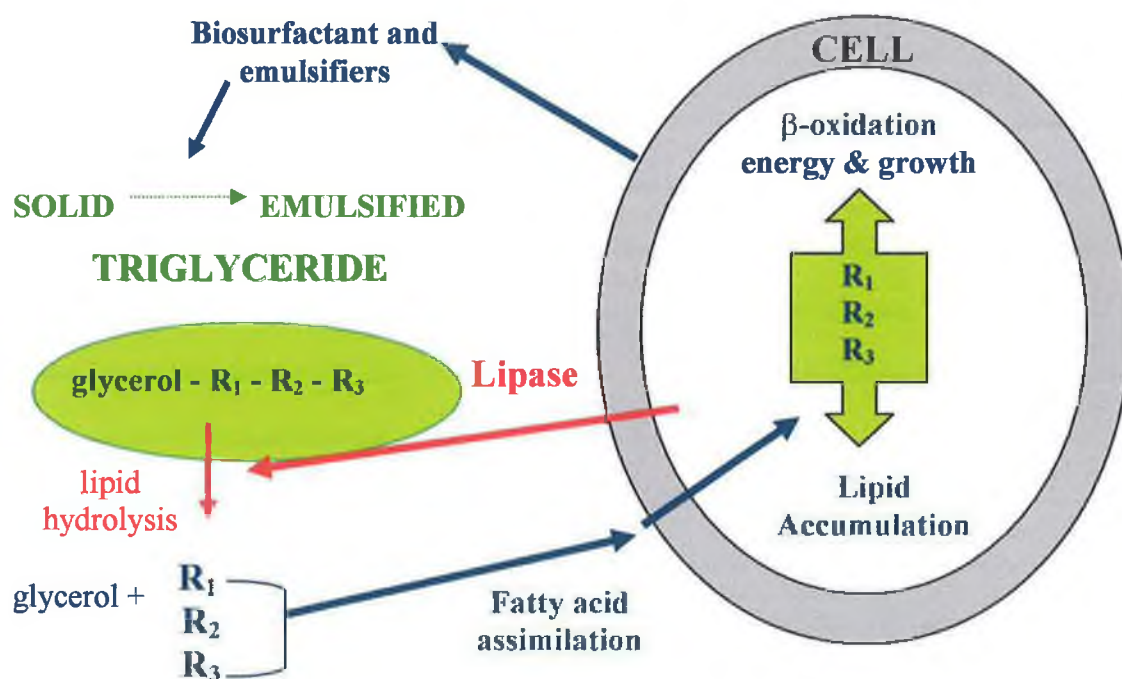 Biosurfactant and
emulsifiers
CELL
β-oxidation
energy & growth
SOLID
EMULSIFIED
TRIGLYCERIDE
R₁
R₂
R₃
glycerol - R₁ - R₂ - R₃
Lipase
lipid
hydrolysis
Lipid
Accumulation
glycerol +
R₁
R₂
R₃
Fatty acid
assimilation